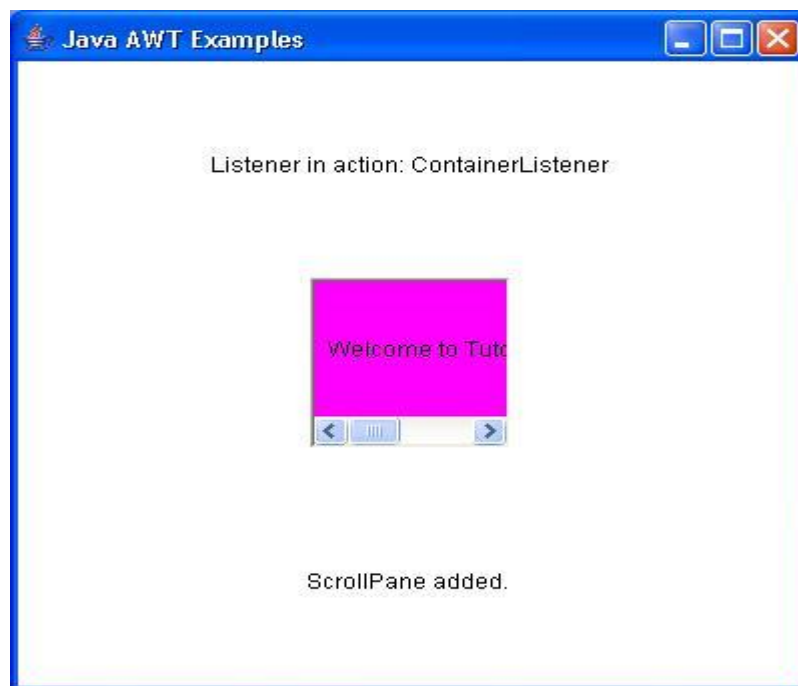 Java AWT Examples
Listener in action: ContainerListener
Welcome to Tuto
ScrollPane added.